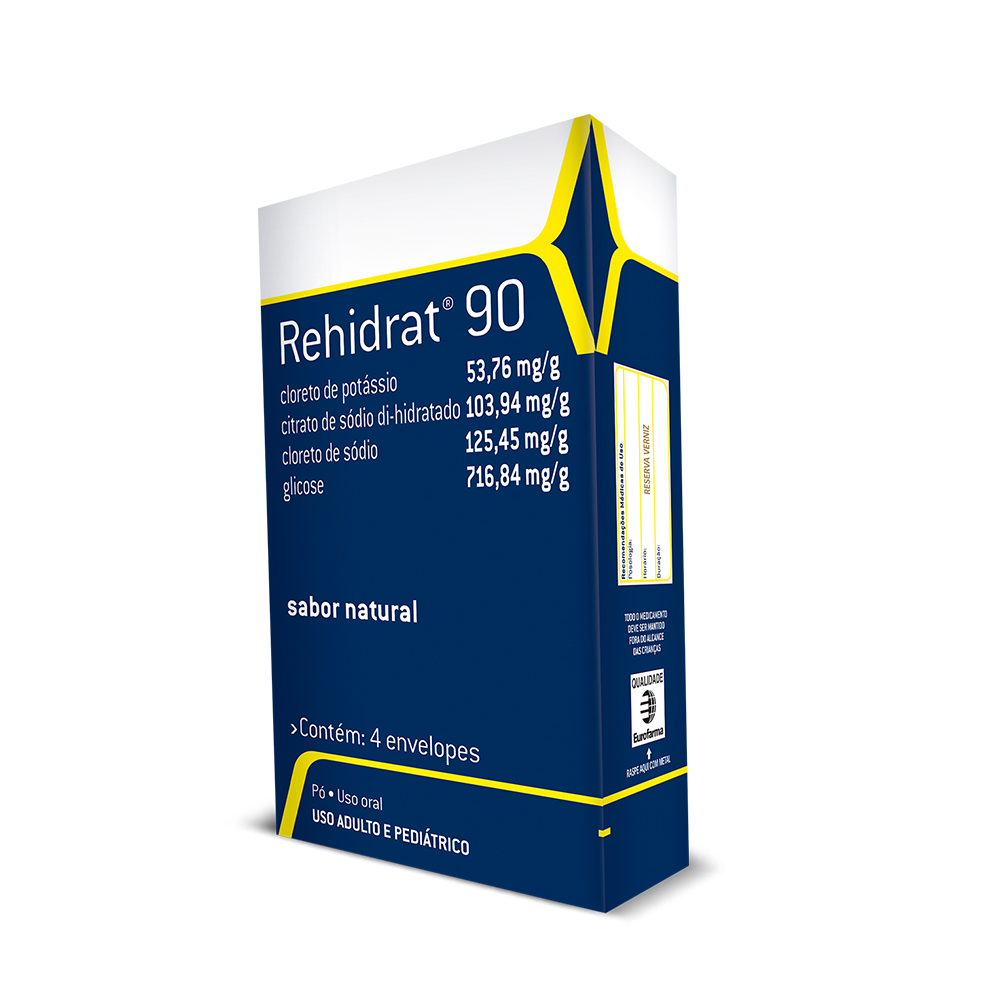 Rehidrat® 90
cloreto de potássio 53,76 mg/g
citrato de sódio di-hidratado 103,94 mg/g
cloreto de sódio 125,45 mg/g
glicose 716,84 mg/g
sabor natural
>Contém: 4 envelopes
Pó • Uso oral
USO ADULTO E PEDIÁTRICO
Recomendações Médicas de Uso
Posologia:
Horário:
RESERVA VERNIZ
Duração:
TODO O MEDICAMENTO
DEVE SER MANTIDO
FORA DO ALCANCE
DAS CRIANÇAS
QUALIDADE
Eurofarma
RASPE AQUI COM METAL